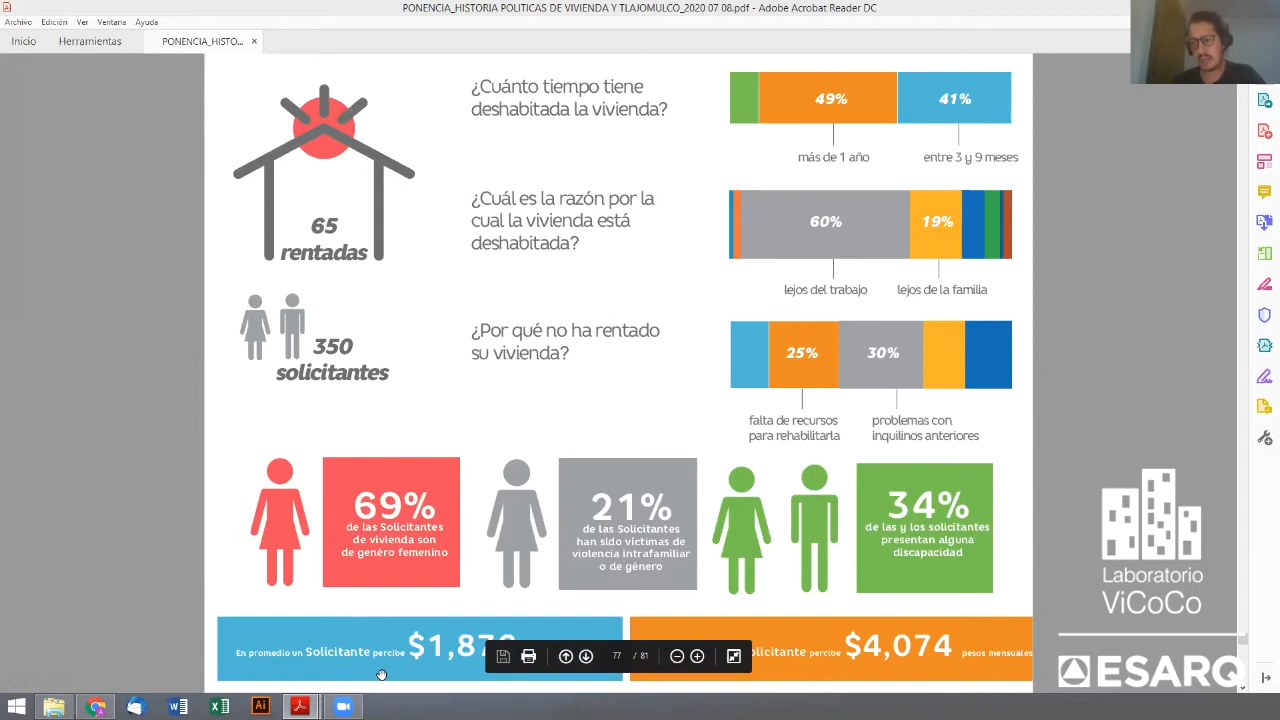 PONENCIA_HISTORIA POLITICAS DE VIVIENDA Y TLAJOMULCO_2020 07 08.pdf - Adobe Acrobat Reader DC
Archivo Edición Ver Ventana Ayuda
Inicio Herramientas PONENCIA_HISTO... ×
¿Cuánto tiempo tiene
deshabitada la vivienda?
49% 41%
más de 1 año entre 3 y 9 meses
65
rentadas
¿Cuál es la razón por la
cual la vivienda está
deshabitada?
60% 19%
lejos del trabajo lejos de la familia
350
solicitantes
¿Por qué no ha rentado
su vivienda?
25% 30%
falta de recursos
para rehabilitarla
problemas con
inquilinos anteriores
69%
de las Solicitantes
de vivienda son
de genéro femenino
21%
de las Solicitantes
han sido víctimas de
violencia intrafamiliar
o de género
34%
de las y los solicitantes
presentan alguna
discapacidad
En promedio un Solicitante percibe
percibe $4,074 pesos mensuales
77 / 81
Laboratorio
ViCoCo
ESARQ
W X Ai